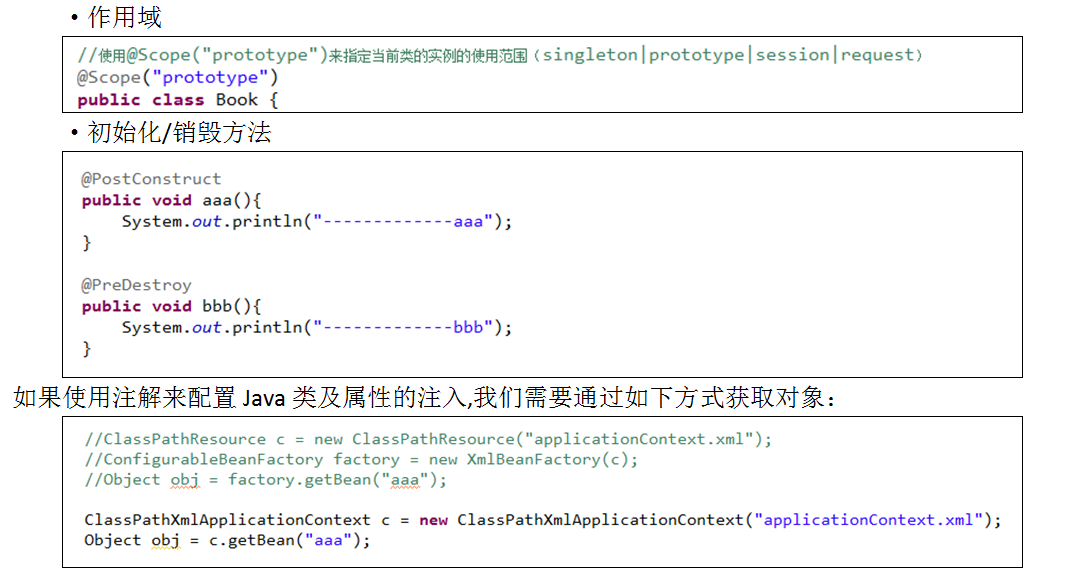 • 作用域
//使用@Scope("prototype")来指定当前类的实例的使用范围（singleton|prototype|session|request）
@Scope("prototype")
public class Book {
• 初始化/销毁方法
@PostConstruct
public void aaa(){
    System.out.println("-------------aaa");
}
@PreDestroy
public void bbb(){
    System.out.println("-------------bbb");
}
如果使用注解来配置 Java 类及属性的注入,我们需要通过如下方式获取对象：
//ClassPathResource c = new ClassPathResource("applicationContext.xml");
//ConfigurableBeanFactory factory = new XmlBeanFactory(c);
//Object obj = factory.getBean("aaa");
ClassPathXmlApplicationContext c = new ClassPathXmlApplicationContext("applicationContext.xml");
Object obj = c.getBean("aaa");